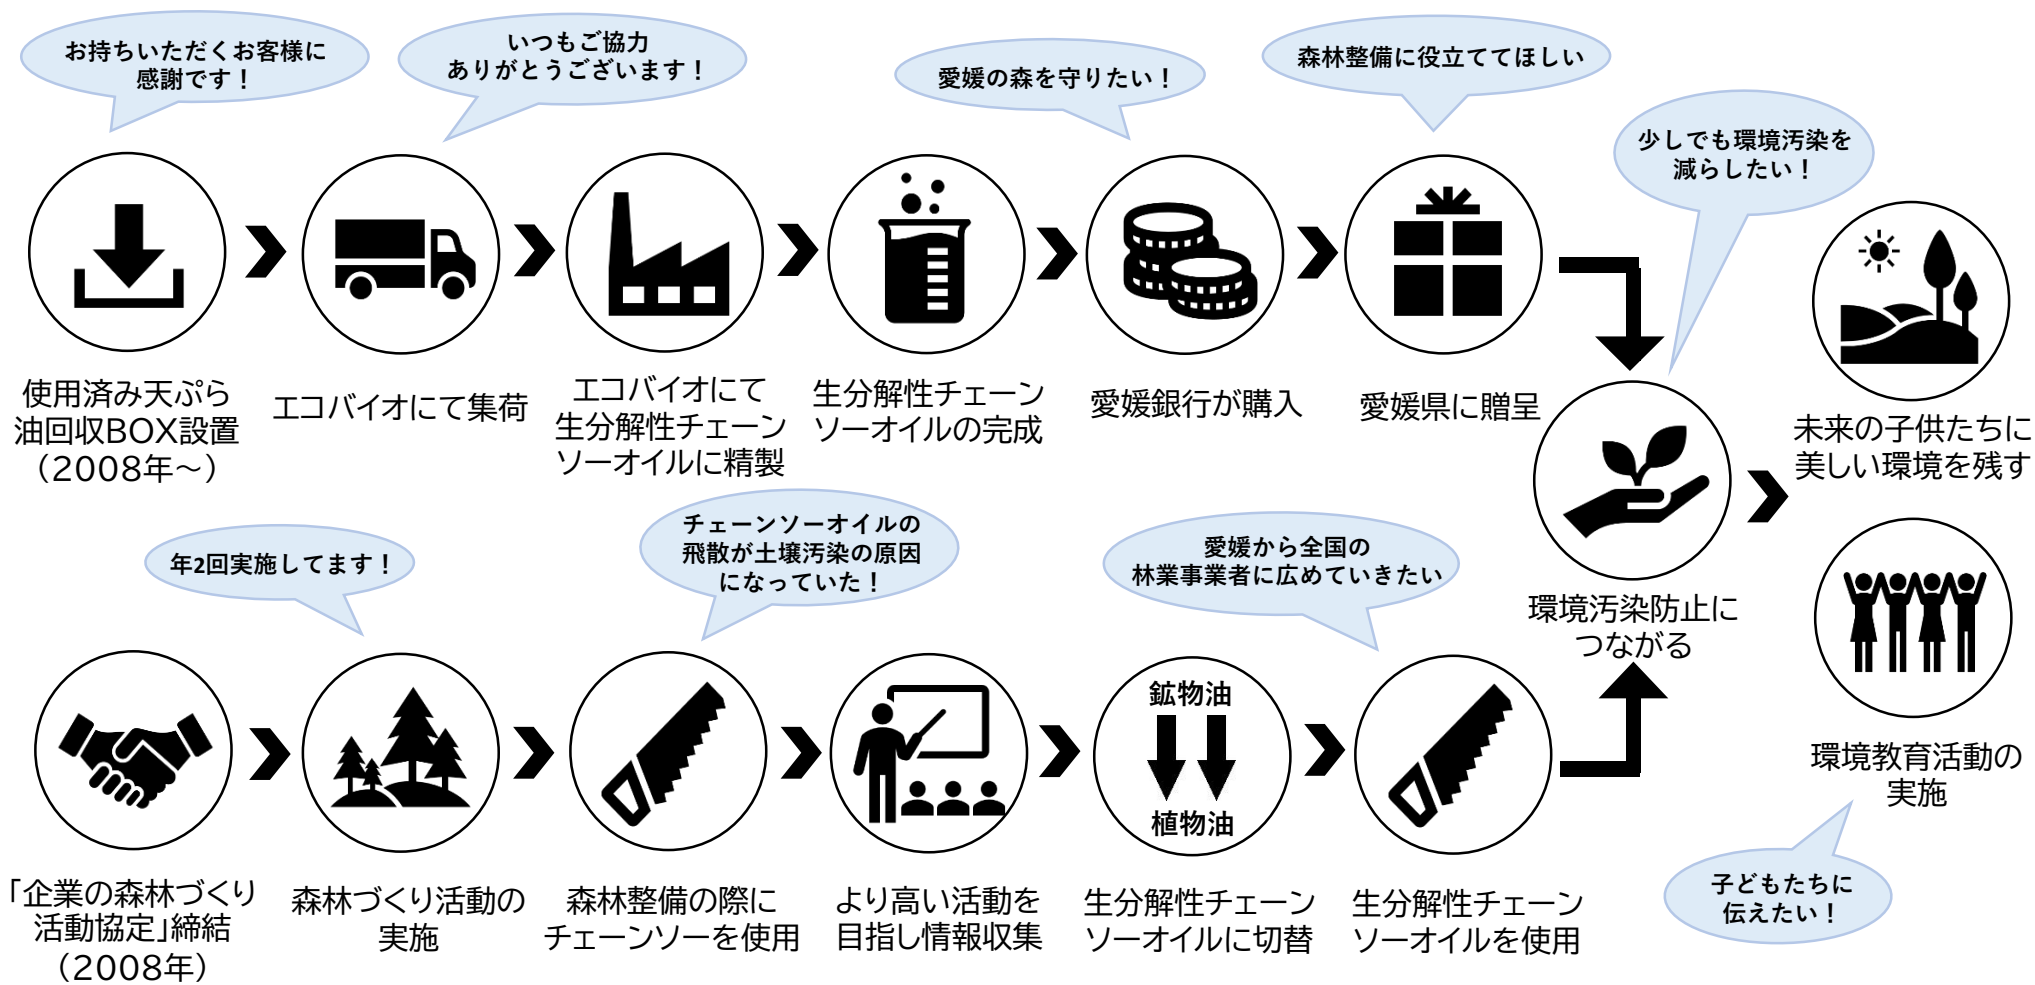 お持ちいただくお客様に
感謝です！
いつもご協力
ありがとうございます！
愛媛の森を守りたい！
森林整備に役立ててほしい
少しでも環境汚染を
減らしたい！
使用済み天ぷら
油回収BOX設置
（2008年～）
エコバイオにて集荷
エコバイオにて
生分解性チェーン
ソーオイルに精製
生分解性チェーン
ソーオイルの完成
愛媛銀行が購入
愛媛県に贈呈
環境汚染防止に
つながる
未来の子供たちに
美しい環境を残す
年2回実施してます！
チェーンソーオイルの
飛散が土壌汚染の原因
になっていた！
愛媛から全国の
林業事業者に広めていきたい
鉱物油
植物油
「企業の森林づくり
活動協定」締結
（2008年）
森林づくり活動の
実施
森林整備の際に
チェーンソーを使用
より高い活動を
目指し情報収集
生分解性チェーン
ソーオイルに切替
生分解性チェーン
ソーオイルを使用
環境教育活動の
実施
子どもたちに
伝えたい！